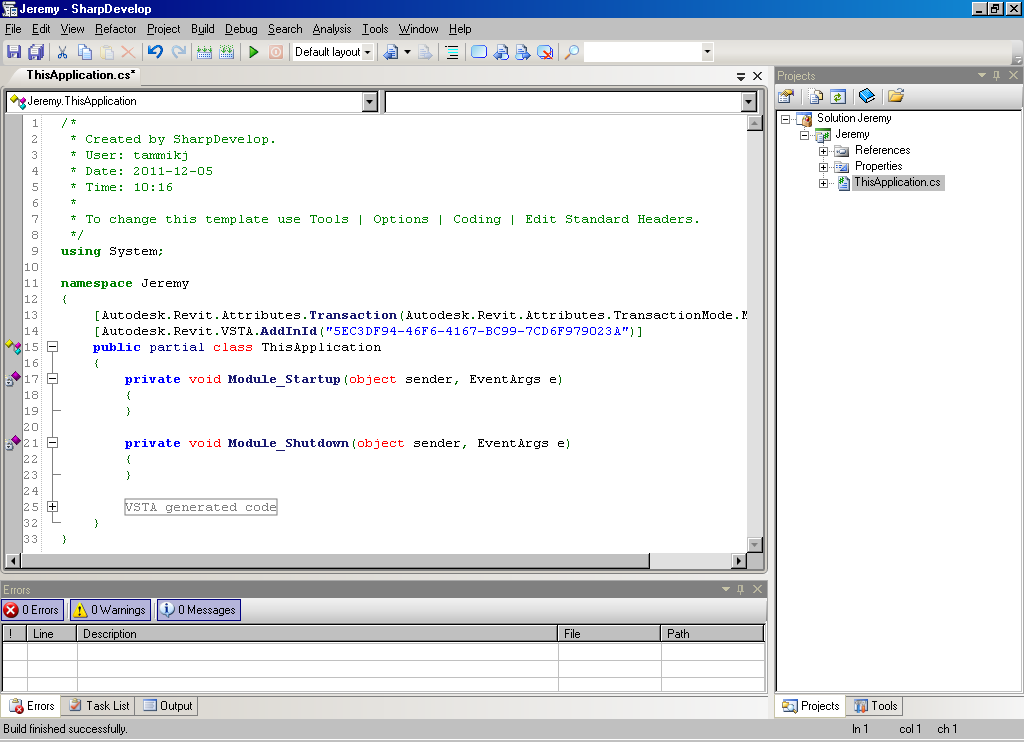 Jeremy - SharpDevelop
File Edit View Refactor Project Build Debug Search Analysis Tools Window Help
Default layout
ThisApplication.cs*
Jeremy.ThisApplication
1 /*
2 * Created by SharpDevelop.
3 * User: tammikj
4 * Date: 2011-12-05
5 * Time: 10:16
6 *
7 * To change this template use Tools | Options | Coding | Edit Standard Headers.
8 */
9 using System;
10
11 namespace Jeremy
12 {
13 [Autodesk.Revit.Attributes.Transaction(Autodesk.Revit.Attributes.TransactionMode.M
14 [Autodesk.Revit.VSTA.AddInId("5EC3DF94-46F6-4167-BC99-7CD6F979023A")]
15 public partial class ThisApplication
16 {
17 private void Module_Startup(object sender, EventArgs e)
18 {
19 }
20
21 private void Module_Shutdown(object sender, EventArgs e)
22 {
23 }
24
25 VSTA generated code
32 }
33 }
Projects
Solution Jeremy
Jeremy
References
Properties
ThisApplication.cs
Errors
0 Errors 0 Warnings 0 Messages
! Line Description File Path
Errors Task List Output
Projects Tools
Build finished successfully. ln 1 col 1 ch 1